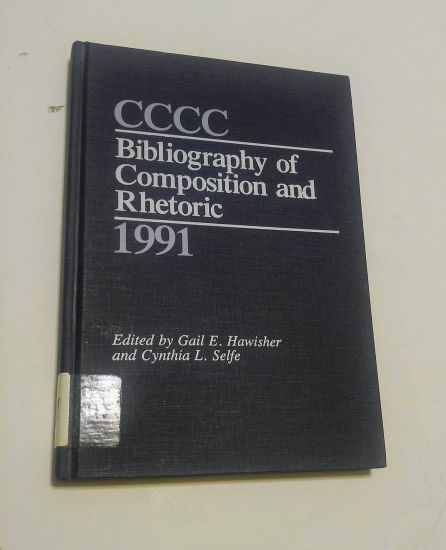 CCCC
Bibliography of
Composition and
Rhetoric
1991
Edited by Gail E. Hawisher
and Cynthia L. Selfe